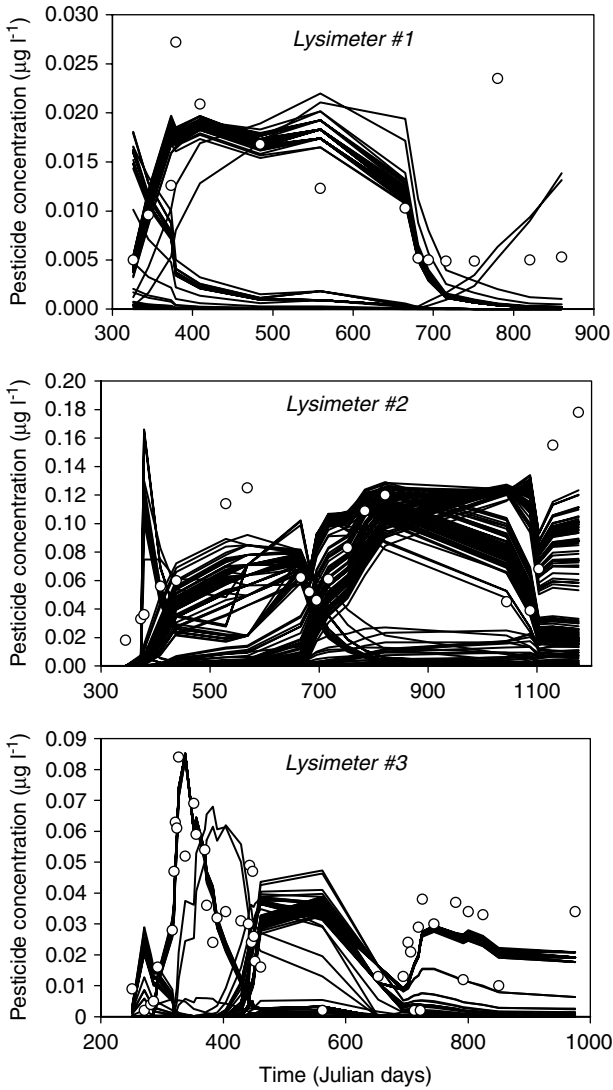 Lysimeter #1
Pesticide concentration (µg l-1)
0.030
0.025
0.020
0.015
0.010
0.005
0.000
300 400 500 600 700 800 900
Lysimeter #2
Pesticide concentration (µg l-1)
0.20
0.18
0.16
0.14
0.12
0.10
0.08
0.06
0.04
0.02
0.00
300 500 700 900 1100
Lysimeter #3
Pesticide concentration (µg l-1)
0.09
0.08
0.07
0.06
0.05
0.04
0.03
0.02
0.01
0
200 400 600 800 1000
Time (Julian days)